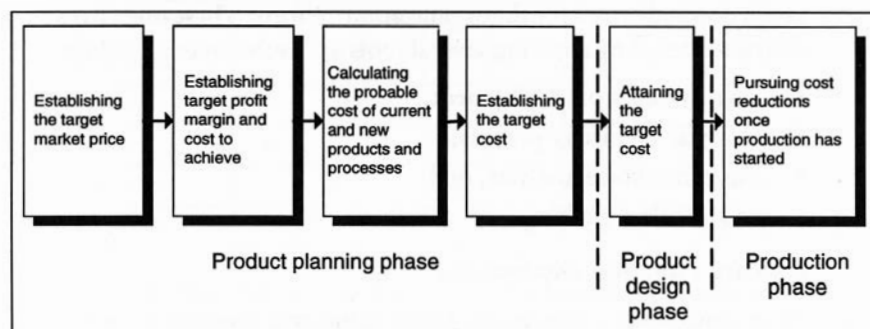 Establishing
the target
market price
Establishing
target profit
margin and
cost to
achieve
Calculating
the probable
cost of current
and new
products and
processes
Establishing
the target
cost
Attaining
the
target
cost
Pursuing cost
reductions
once
production has
started
Product planning phase
Product
design
phase
Production
phase